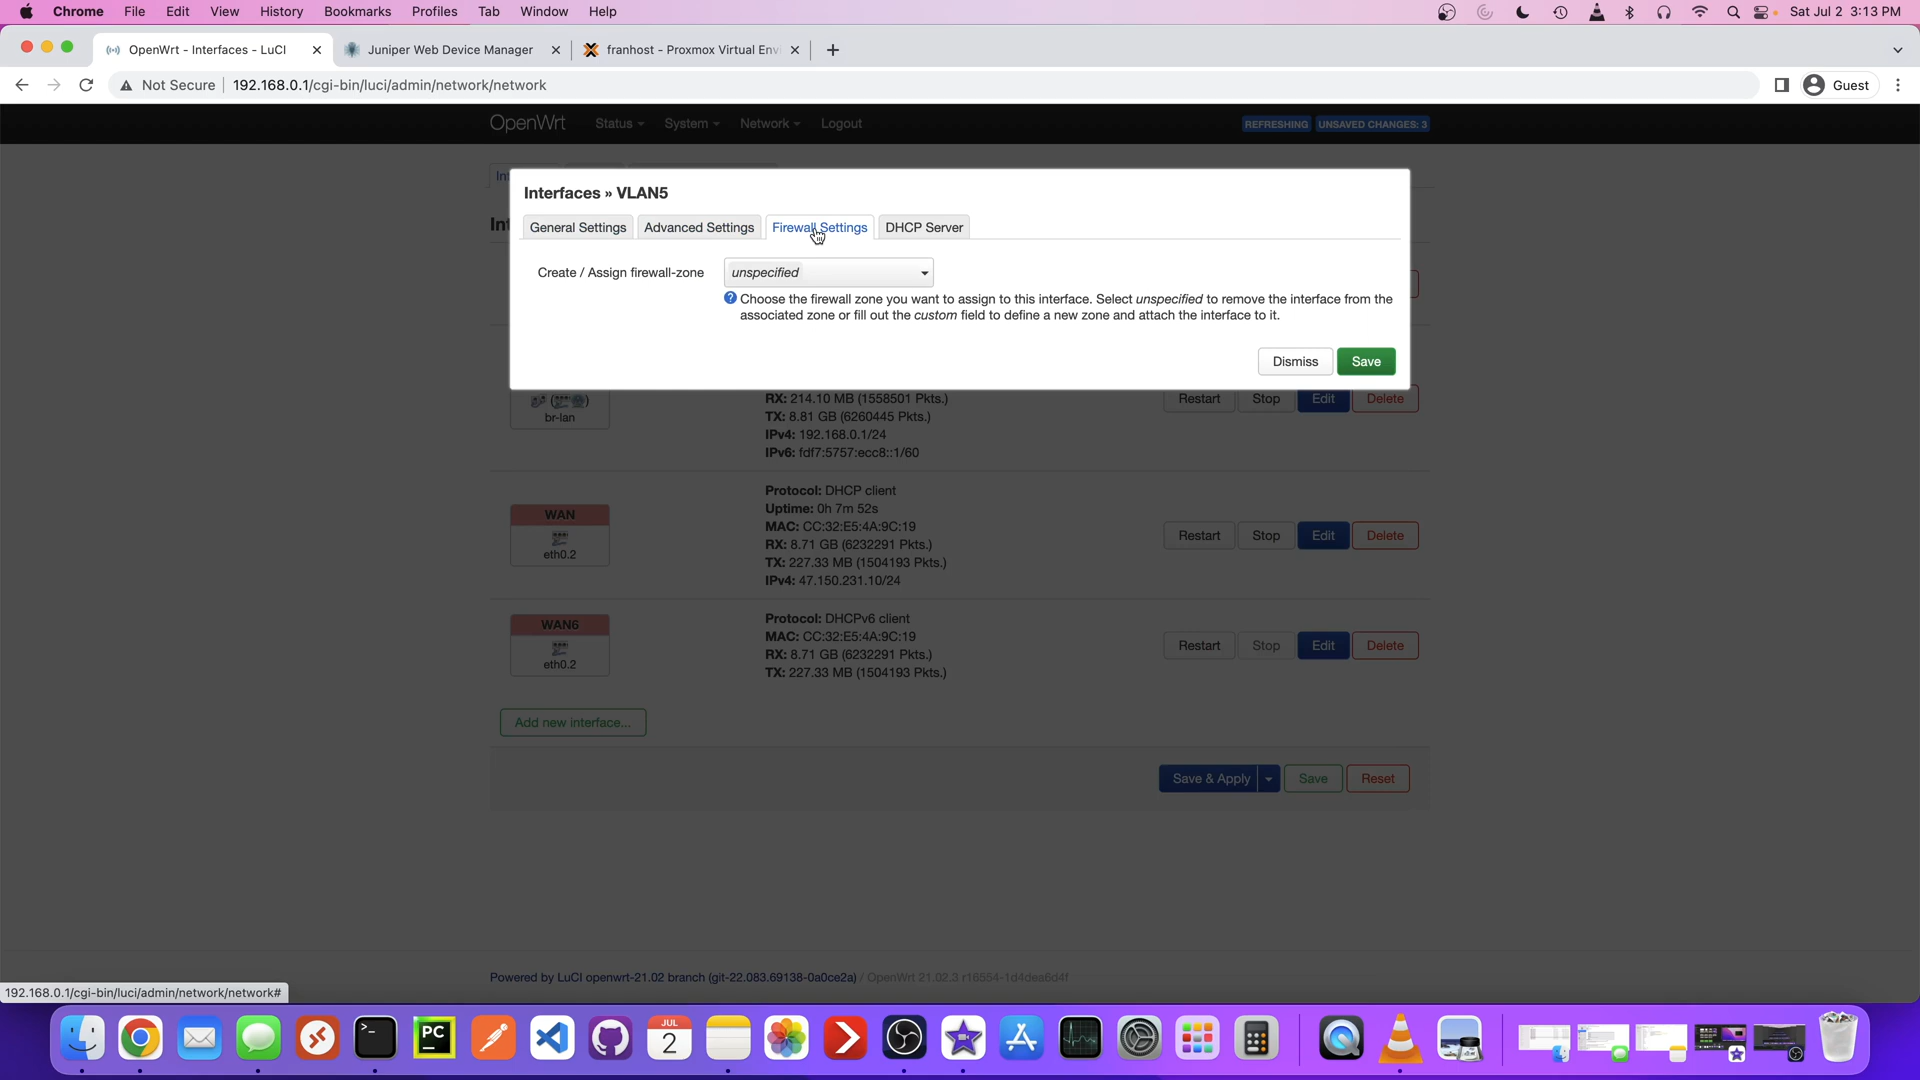 Chrome File Edit View History Bookmarks Profiles Tab Window Help Sat Jul 2 3:13 PM
OpenWrt - Interfaces - LuCI Juniper Web Device Manager franhost - Proxmox Virtual Envi
Not Secure 192.168.0.1/cgi-bin/luci/admin/network/network Guest
OpenWrt Status System Network Logout REFRESHING UNSAVED CHANGES: 3
Interfaces » VLAN5
General Settings Advanced Settings Firewall Settings DHCP Server
Create / Assign firewall-zone unspecified
Choose the firewall zone you want to assign to this interface. Select unspecified to remove the interface from the
associated zone or fill out the custom field to define a new zone and attach the interface to it.
Dismiss Save
br-lan
RX: 214.10 MB (1558501 Pkts.)
TX: 8.81 GB (6260445 Pkts.)
IPv4: 192.168.0.1/24
IPv6: fdf7:5757:ecc8::1/60
Restart Stop Edit Delete
WAN
eth0.2
Protocol: DHCP client
Uptime: 0h 7m 52s
MAC: CC:32:E5:4A:9C:19
RX: 8.71 GB (6232291 Pkts.)
TX: 227.33 MB (1504193 Pkts.)
IPv4: 47.150.231.10/24
Restart Stop Edit Delete
WAN6
eth0.2
Protocol: DHCPv6 client
MAC: CC:32:E5:4A:9C:19
RX: 8.71 GB (6232291 Pkts.)
TX: 227.33 MB (1504193 Pkts.)
Restart Stop Edit Delete
Add new interface...
Save & Apply Save Reset
Powered by LuCI openwrt-21.02 branch (git-22.083.69138-0a0ce2a) / OpenWrt 21.02.3 r16554-1d4dea6d4f
192.168.0.1/cgi-bin/luci/admin/network/network#
PC
JUL
2